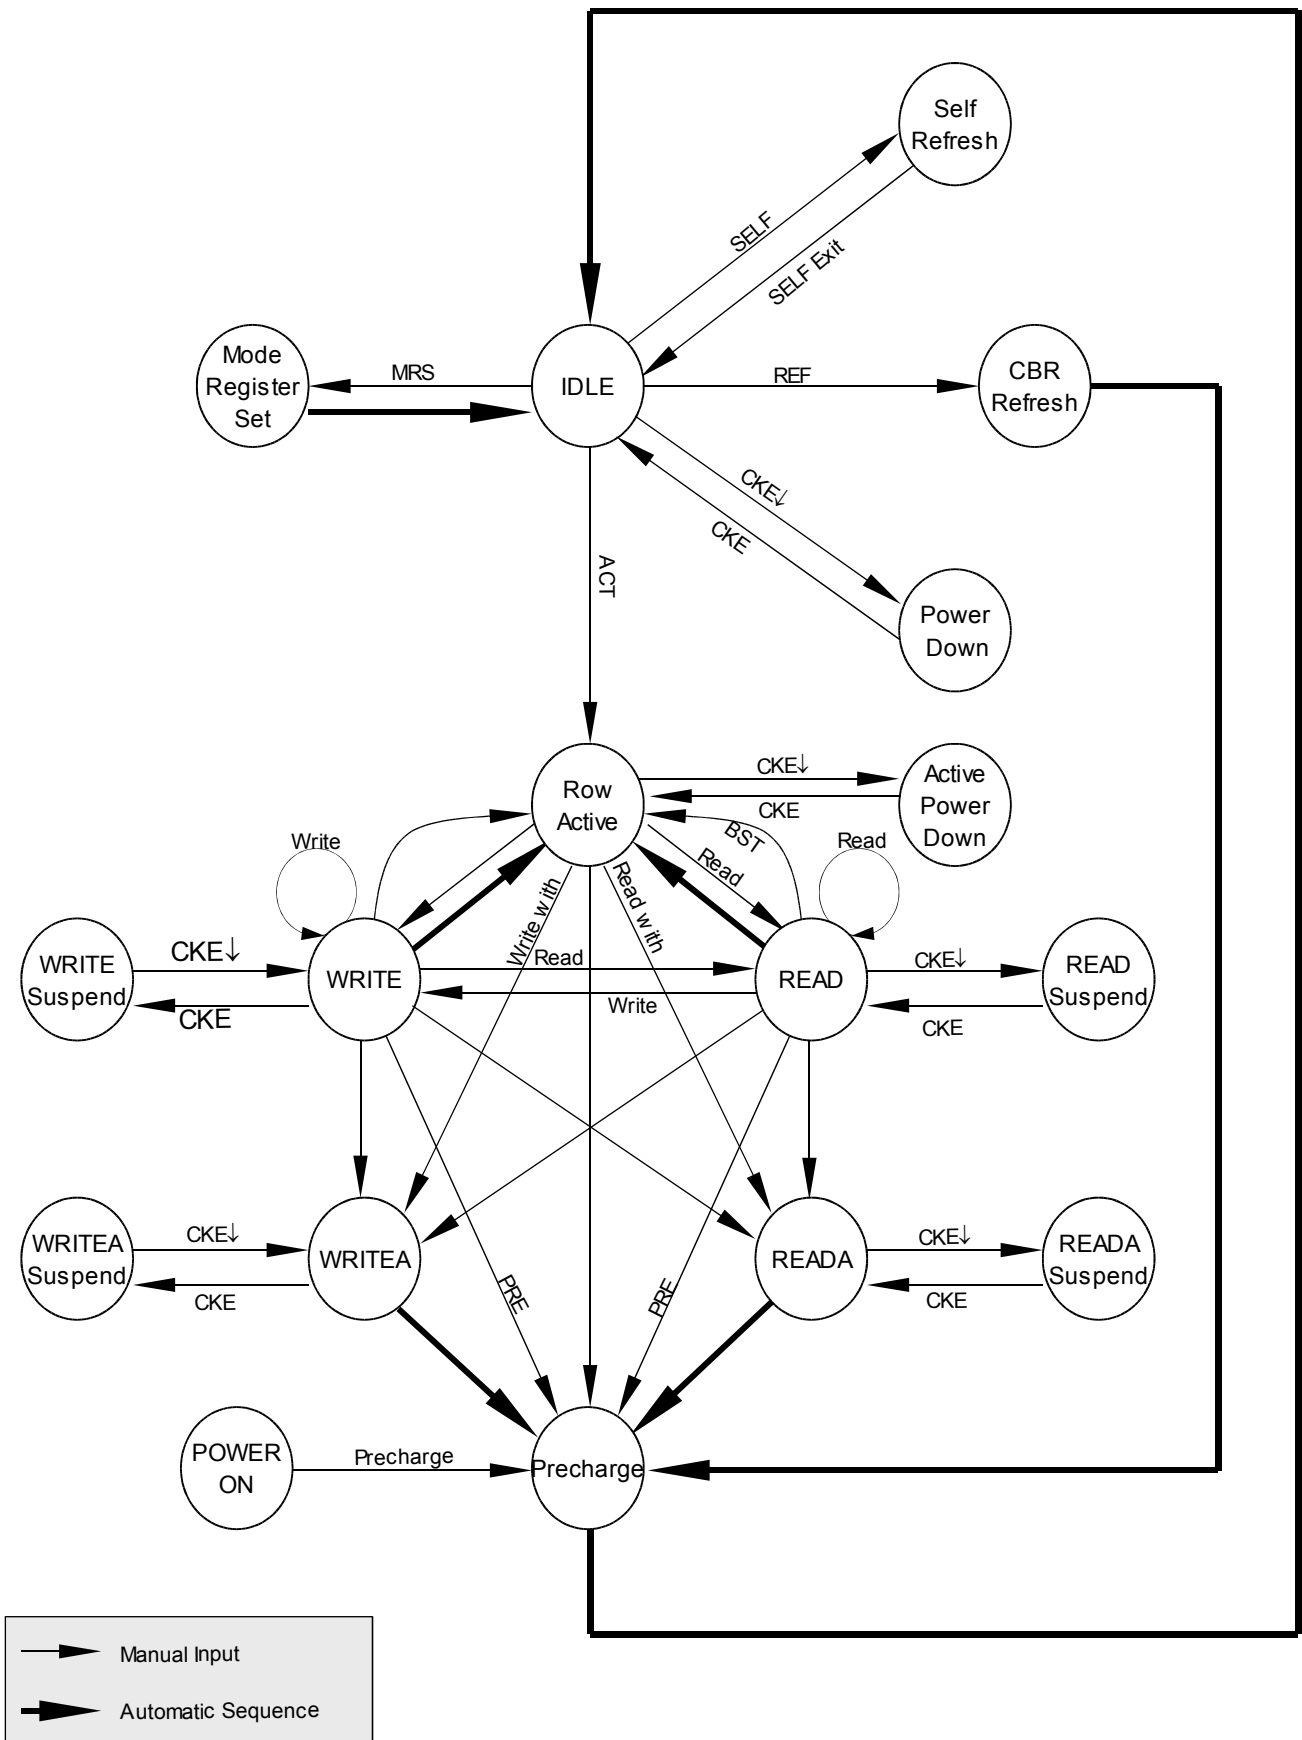 Self
Refresh
SELF
SELF Exit
Mode
Register
Set
MRS
IDLE
REF
CBR
Refresh
CKE↓
CKE
ACT
Power
Down
Row
Active
CKE↓
CKE
Active
Power
Down
Write
BST
Read
Read
Write with
Read with
WRITE
Suspend
CKE↓
CKE
WRITE
Read
Write
READ
CKE↓
CKE
READ
Suspend
WRITEA
Suspend
CKE↓
CKE
WRITEA
PRE
PRE
READA
CKE↓
CKE
READA
Suspend
POWER
ON
Precharge
Precharge
Manual Input
Automatic Sequence